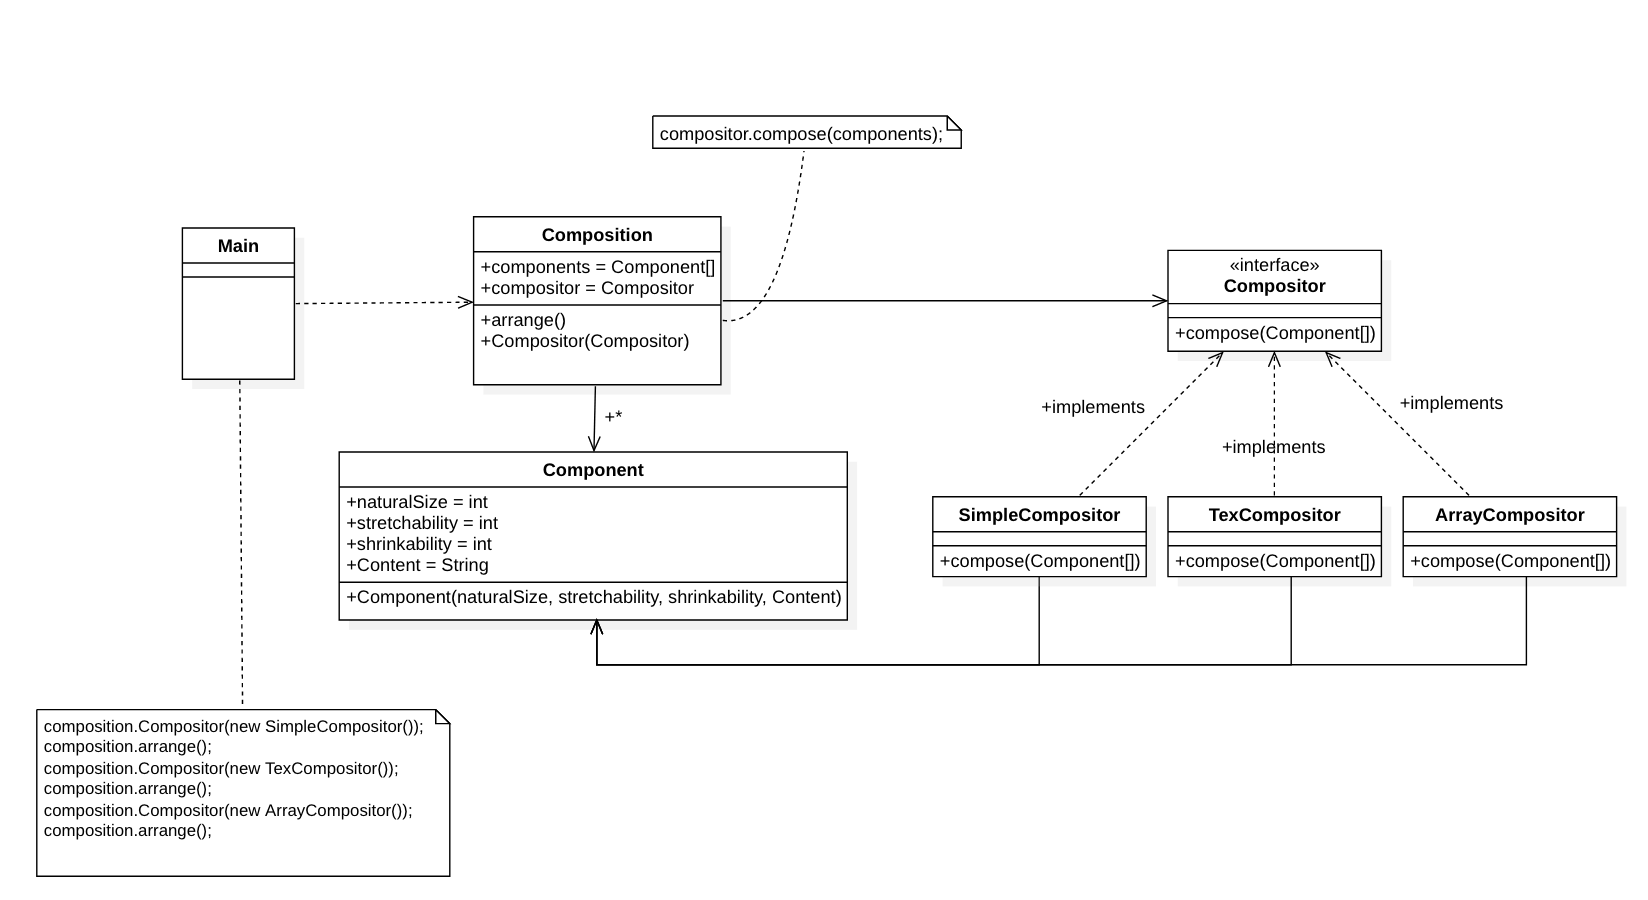 compositor.compose(components);
Main
Composition
+components = Component[]
+compositor = Compositor
+arrange()
+Compositor(Compositor)
«interface»
Compositor
+compose(Component[])
+*
+implements
+implements
+implements
Component
+naturalSize = int
+stretchability = int
+shrinkability = int
+Content = String
+Component(naturalSize, stretchability, shrinkability, Content)
SimpleCompositor
+compose(Component[])
TexCompositor
+compose(Component[])
ArrayCompositor
+compose(Component[])
composition.Compositor(new SimpleCompositor());
composition.arrange();
composition.Compositor(new TexCompositor());
composition.arrange();
composition.Compositor(new ArrayCompositor());
composition.arrange();